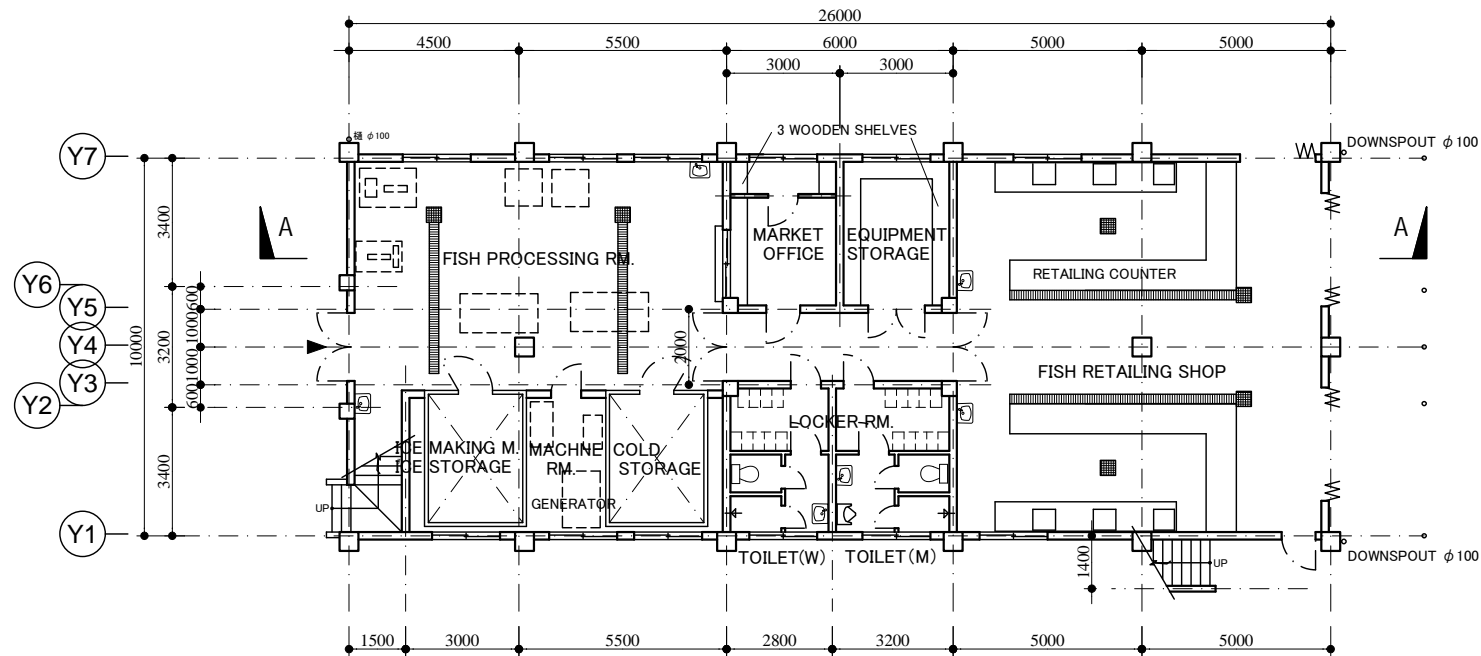 26000
4500
5500
6000
5000
5000
3000
3000
樋 φ100
3 WOODEN SHELVES
DOWNSPOUT φ100
Y7
Y6
Y5
Y4
Y3
Y2
Y1
10000
3400
3200
3400
600
1000
1000
600
A
A
FISH PROCESSING RM.
MARKET
OFFICE
EQUIPMENT
STORAGE
RETAILING COUNTER
2000
FISH RETAILING SHOP
LOCKER RM.
ICE MAKING M.
ICE STORAGE
MACHNE
RM.
COLD
STORAGE
GENERATOR
UP
TOILET(W)
TOILET(M)
1400
UP
DOWNSPOUT φ100
1500
3000
5500
2800
3200
5000
5000